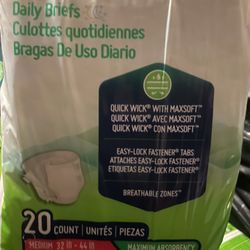 Daily Briefs
Culottes quotidiennes
Bragas De Uso Diario
QUICK WICK® WITH MAXSOFT™
QUICK WICK® AVEC MAXSOFT™
QUICK WICK® CON MAXSOFT™
EASY-LOCK FASTENER® TABS
ATTACHES EASY-LOCK FASTENER®
ETIQUETAS EASY-LOCK FASTENER®
BREATHABLE ZONES™
20 COUNT | UNITÉS | PIEZAS
MEDIUM 32
MAXIMUM ABSORBENCY